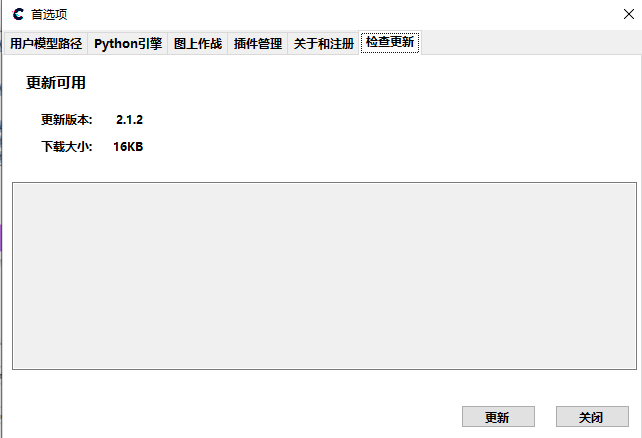 首选项
用户模型路径 Python引擎 图上作战 插件管理 关于和注册 检查更新
更新可用
更新版本: 2.1.2
下载大小: 16KB
更新 关闭